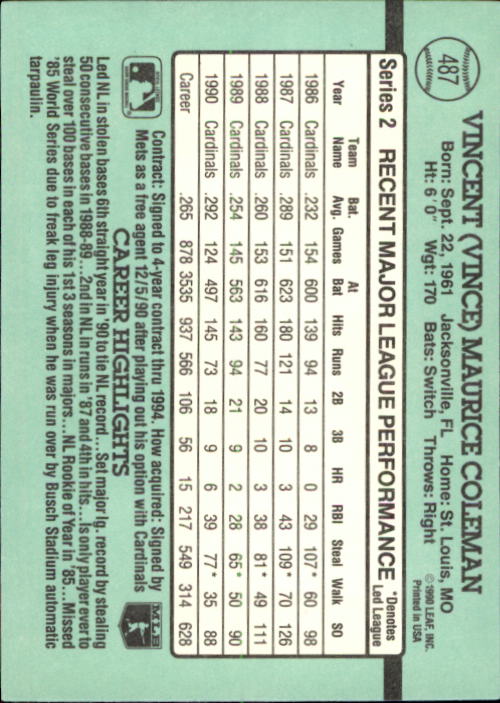 487
VINCENT (VINCE) MAURICE COLEMAN
Born: Sept. 22, 1961 Jacksonville, FL Home: St. Louis, MO
Ht: 6' 0" Wgt: 170 Bats: Switch Throws: Right
© 1990 LEAF, INC.
Printed in USA
Series 2 RECENT MAJOR LEAGUE PERFORMANCE
*Denotes
Led League
Year Team Name Bat. Avg. Games At Bat Hits Runs 2B 3B HR RBI Steal Walk SO
1986 Cardinals .232 154 600 139 94 13 8 0 29 107* 60 98
1987 Cardinals .289 151 623 180 121 14 10 3 43 109* 70 126
1988 Cardinals .260 153 616 160 77 20 10 3 38 81* 49 111
1989 Cardinals .254 145 563 143 94 21 9 2 28 65* 50 90
1990 Cardinals .292 124 497 145 73 18 9 6 39 77* 35 88
Career .265 878 3535 937 566 106 56 15 217 549 314 628
Contract: Signed to 4-year contract thru 1994. How acquired: Signed by
Mets as a free agent 12/5/90 after playing out his option with Cardinals
CAREER HIGHLIGHTS
Led NL in stolen bases 6th straight year in '90 to tie NL record... Set major lg. record by stealing
50 consecutive bases in 1988-89... 2nd in NL in runs in '87 and 4th in hits... Is only player ever to
steal over 100 bases in each of his 1st 3 seasons in majors... NL Rookie of Year in '85... Missed
'85 World Series due to freak leg injury when he was run over by Busch Stadium automatic
tarpaulin.